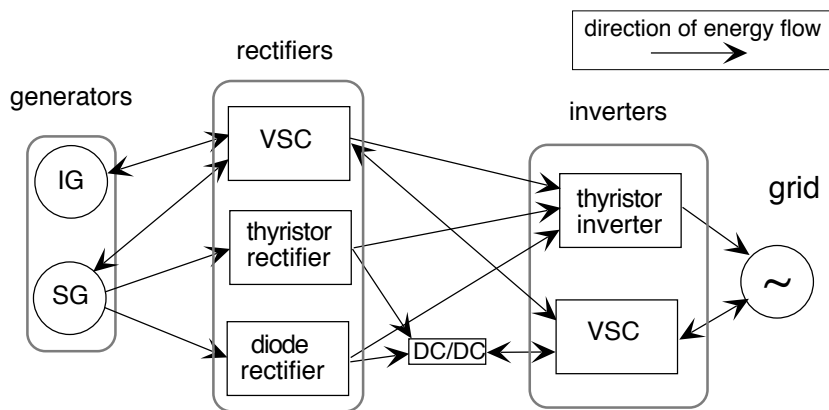 direction of energy flow
rectifiers
generators
inverters
VSC
IG
thyristor
rectifier
SG
diode
rectifier
DC/DC
thyristor
inverter
VSC
grid
~